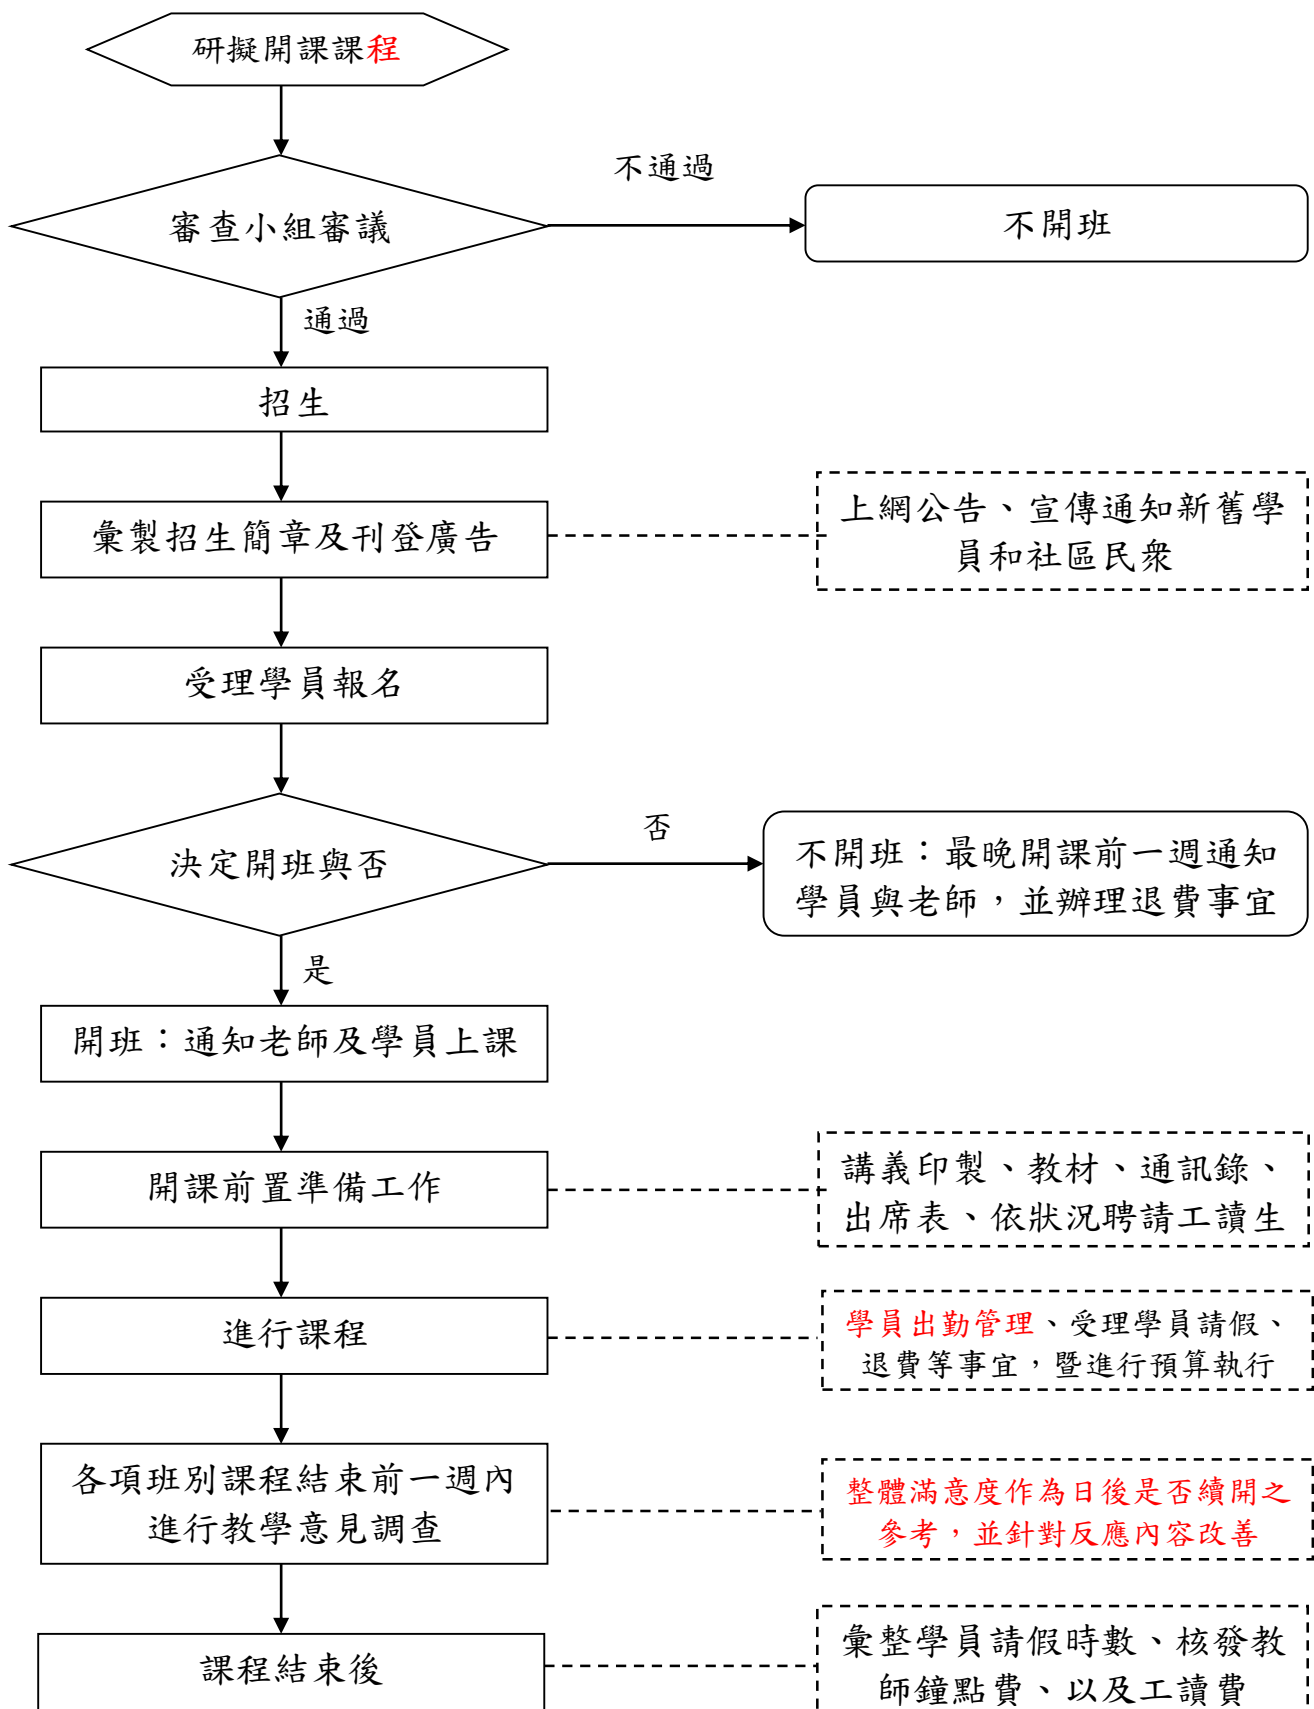 研擬開課課程
不通過
審查小組審議
不開班
通過
招生
彙製招生簡章及刊登廣告
上網公告、宣傳通知新舊學
員和社區民眾
受理學員報名
否
決定開班與否
不開班：最晚開課前一週通知
學員與老師，並辦理退費事宜
是
開班：通知老師及學員上課
開課前置準備工作
講義印製、教材、通訊錄、
出席表、依狀況聘請工讀生
進行課程
學員出勤管理、受理學員請假、
退費等事宜，暨進行預算執行
各項班別課程結束前一週內
進行教學意見調查
整體滿意度作為日後是否續開之
參考，並針對反應內容改善
課程結束後
彙整學員請假時數、核發教
師鐘點費、以及工讀費